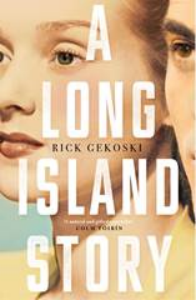 A
LONG
RICK GEKOSKI
ISLAND
COLM TÓIBÍN
STORY